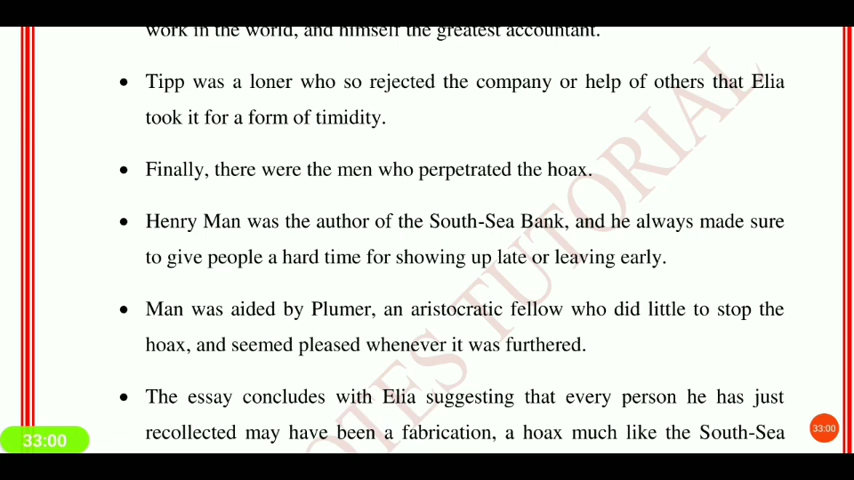 work in the world, and himself the greatest accountant.
• Tipp was a loner who so rejected the company or help of others that Elia
took it for a form of timidity.
• Finally, there were the men who perpetrated the hoax.
• Henry Man was the author of the South-Sea Bank, and he always made sure
to give people a hard time for showing up late or leaving early.
• Man was aided by Plumer, an aristocratic fellow who did little to stop the
hoax, and seemed pleased whenever it was furthered.
• The essay concludes with Elia suggesting that every person he has just
recollected may have been a fabrication, a hoax much like the South-Sea
OTES TUTORIAL
33:00
33:00